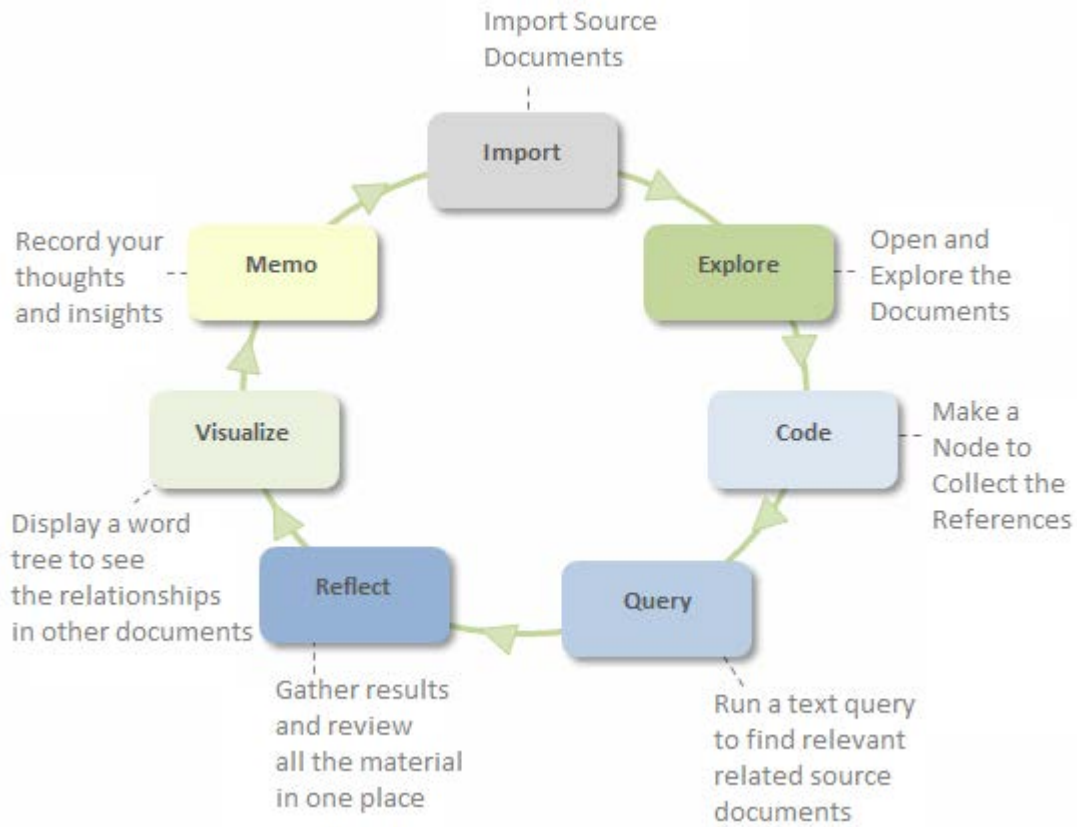 Import Source
Documents
Import
Explore
Open and
Explore the
Documents
Code
Make a
Node to
Collect the
References
Query
Run a text query
to find relevant
related source
documents
Reflect
Gather results
and review
all the material
in one place
Visualize
Display a word
tree to see
the relationships
in other documents
Memo
Record your
thoughts
and insights